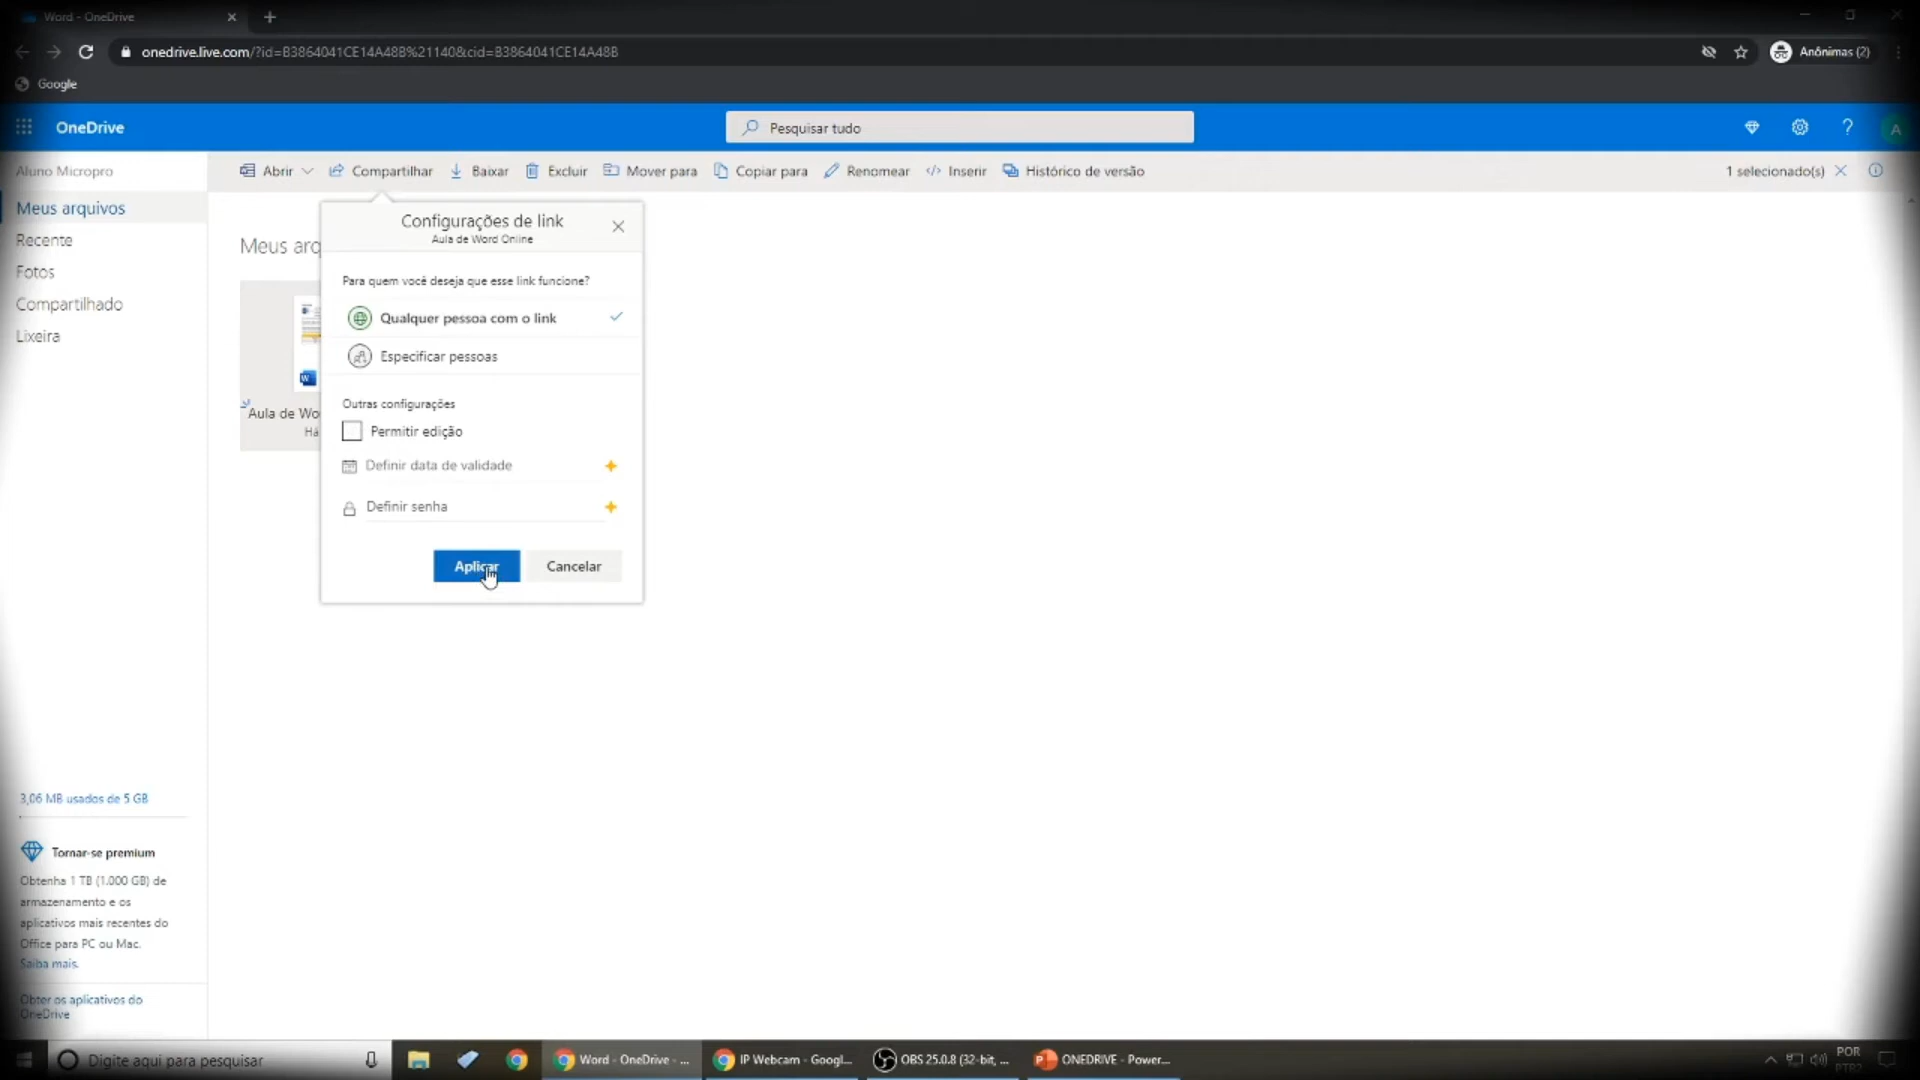 Word - OneDrive
onedrive.live.com/?id=B3864041CE14A48B%21140&cid=B3864041CE14A48B
Anônimas (2)
Google
OneDrive
Pesquisar tudo
?
A
Aluno Micropro
Abrir
Compartilhar
Baixar
Excluir
Mover para
Copiar para
Renomear
Inserir
Histórico de versão
1 selecionado(s)
Meus arquivos
Recente
Fotos
Compartilhado
Lixeira
Meus arq
Aula de Wo
Há
Configurações de link
Aula de Word Online
Para quem você deseja que esse link funcione?
Qualquer pessoa com o link
Especificar pessoas
Outras configurações
Permitir edição
Definir data de validade
Definir senha
Aplicar
Cancelar
3,06 MB usados de 5 GB
Tornar-se premium
Obtenha 1 TB (1.000 GB) de
armazenamento e os
aplicativos mais recentes do
Office para PC ou Mac.
Saiba mais.
Obter os aplicativos do
OneDrive
Digite aqui para pesquisar
Word - OneDrive - ...
IP Webcam - Googl...
OBS 25.0.8 (32-bit, ...
ONEDRIVE - Power...
POR
PTB2